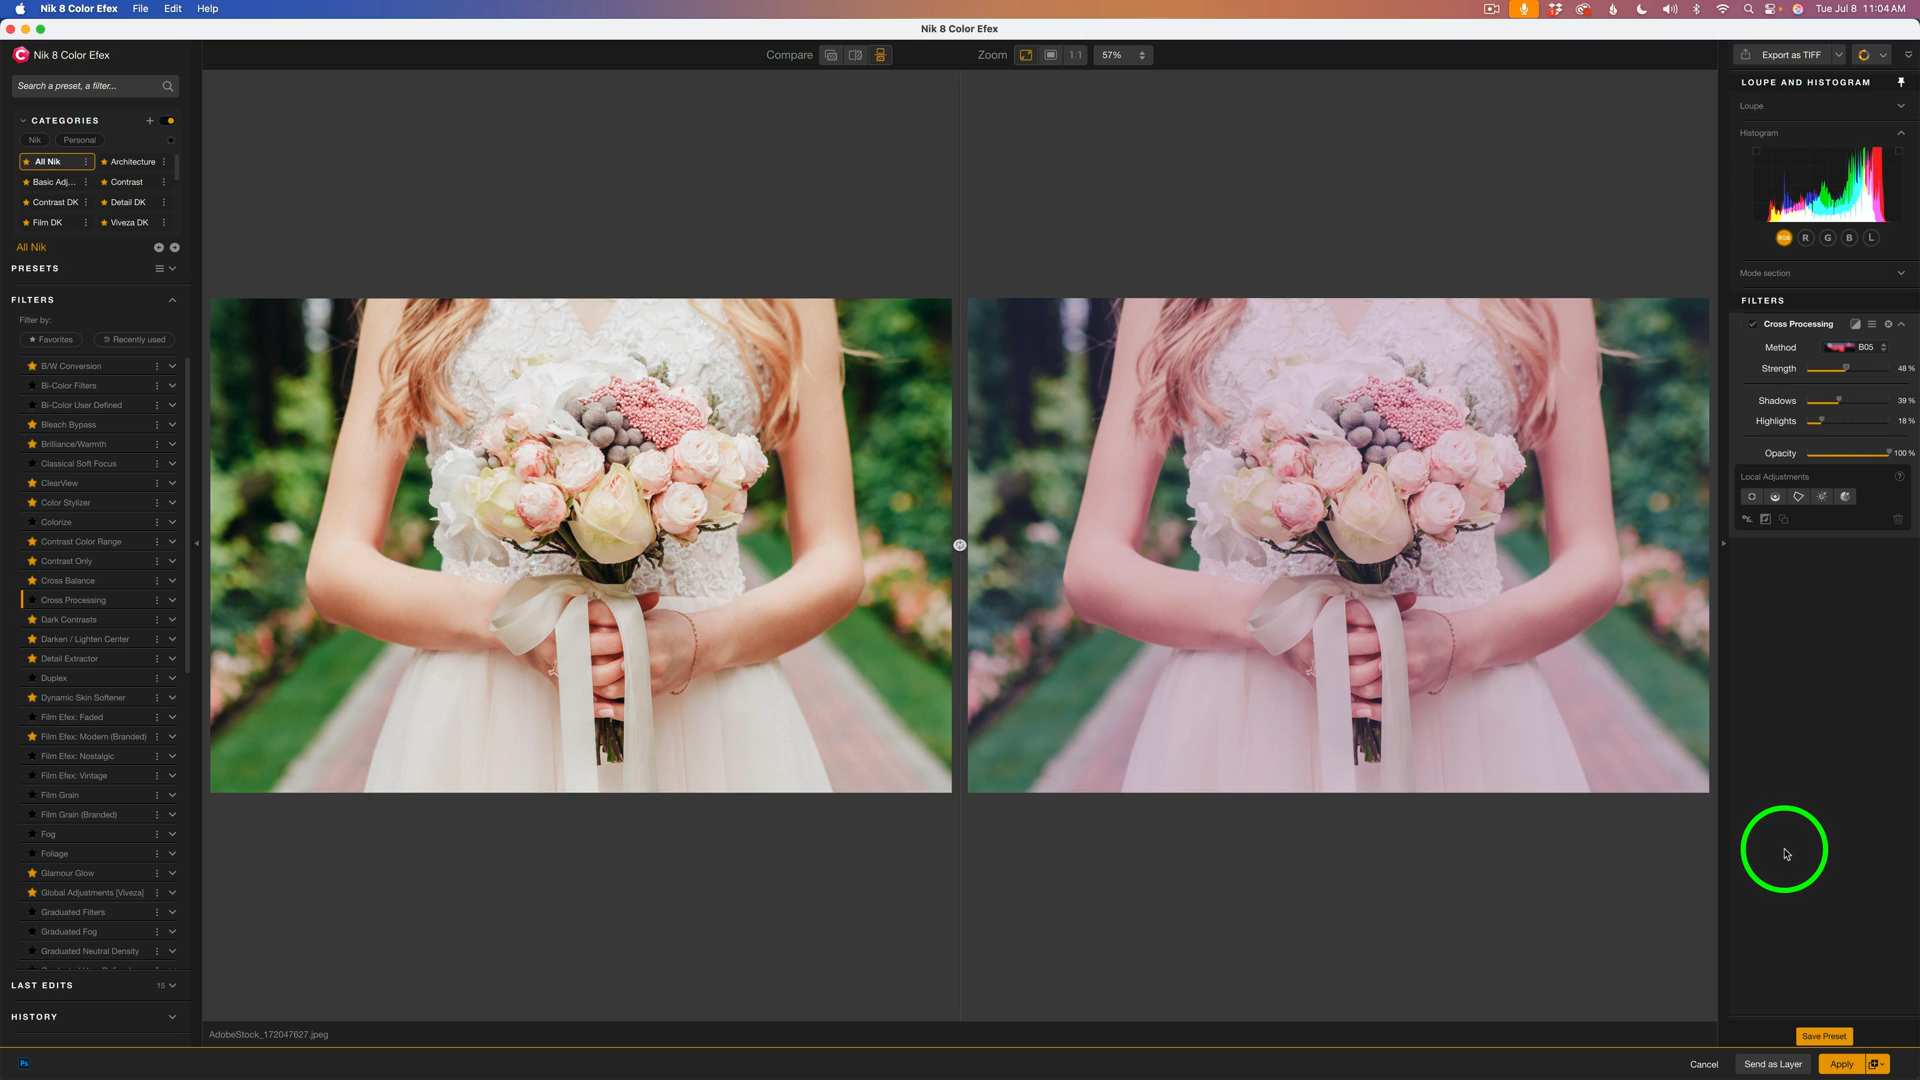 Nik 8 Color Efex File Edit Help
Tue Jul 8 11:04 AM
Nik 8 Color Efex
Nik 8 Color Efex
Compare
Zoom
1:1
57%
Export as TIFF
Search a preset, a filter...
CATEGORIES
Nik
Personal
All Nik
Architecture
Basic Adj...
Contrast
Contrast DK
Detail DK
Film DK
Viveza DK
All Nik
PRESETS
FILTERS
Filter by:
Favorites
Recently used
B/W Conversion
Bi-Color Filters
Bi-Color User Defined
Bleach Bypass
Brilliance/Warmth
Classical Soft Focus
ClearView
Color Stylizer
Colorize
Contrast Color Range
Contrast Only
Cross Balance
Cross Processing
Dark Contrasts
Darken / Lighten Center
Detail Extractor
Duplex
Dynamic Skin Softener
Film Efex: Faded
Film Efex: Modern (Branded)
Film Efex: Nostalgic
Film Efex: Vintage
Film Grain
Film Grain (Branded)
Fog
Foliage
Glamour Glow
Global Adjustments [Viveza]
Graduated Filters
Graduated Fog
Graduated Neutral Density
LAST EDITS
15
HISTORY
Ps
AdobeStock_172047627.jpeg
LOUPE AND HISTOGRAM
Loupe
Histogram
RGB R G B L
Mode section
FILTERS
Cross Processing
Method B05
Strength 48 %
Shadows 39 %
Highlights 18 %
Opacity 100 %
Local Adjustments
?
Save Preset
Cancel
Send as Layer
Apply